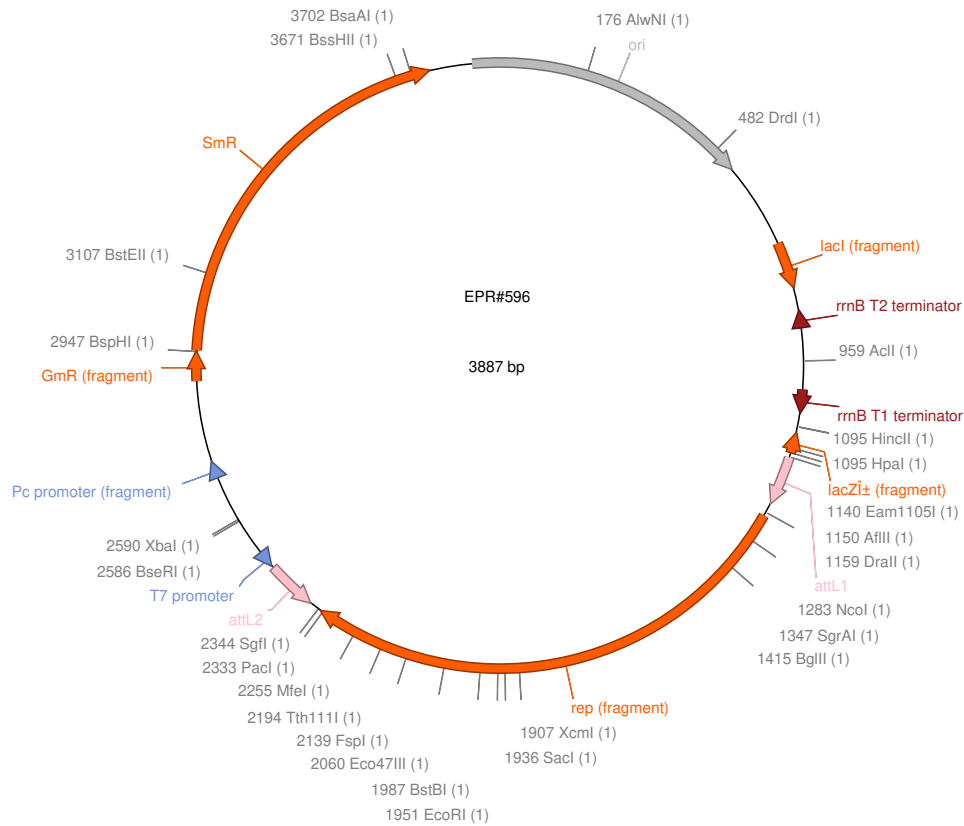 3702 BsaAI (1)
3671 BssHII (1)
176 AlwNI (1)
ori
482 DrdI (1)
SmR
lacI (fragment)
3107 BstEII (1)
EPR#596
rrnB T2 terminator
2947 BspHI (1)
959 AclI (1)
3887 bp
GmR (fragment)
rrnB T1 terminator
1095 HincII (1)
1095 HpaI (1)
lacZÎ± (fragment)
Pc promoter (fragment)
1140 Eam1105I (1)
1150 AflII (1)
2590 XbaI (1)
1159 DraII (1)
2586 BseRI (1)
attL1
T7 promoter
1283 NcoI (1)
attL2
1347 SgrAI (1)
2344 SgfI (1)
1415 BglII (1)
2333 PacI (1)
2255 MfeI (1)
rep (fragment)
2194 Tth111I (1)
1907 XcmI (1)
2139 FspI (1)
1936 SacI (1)
2060 Eco47III (1)
1987 BstBI (1)
1951 EcoRI (1)